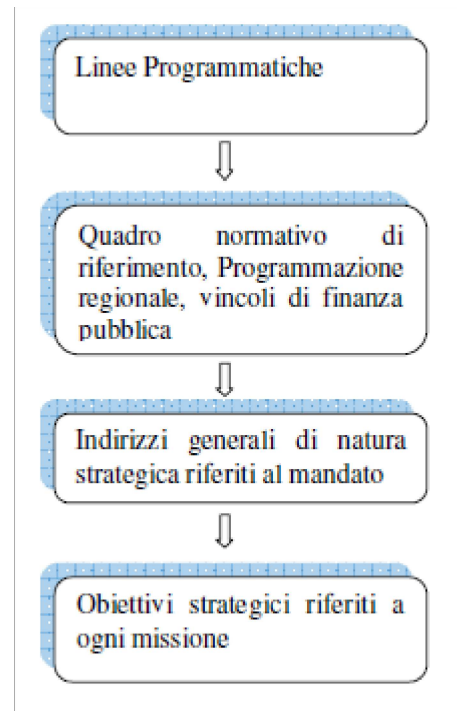 Linee Programmatiche
Quadro normativo di
riferimento, Programmazione
regionale, vincoli di finanza
pubblica
Indirizzi generali di natura
strategica riferiti al mandato
Obiettivi strategici riferiti a
ogni missione